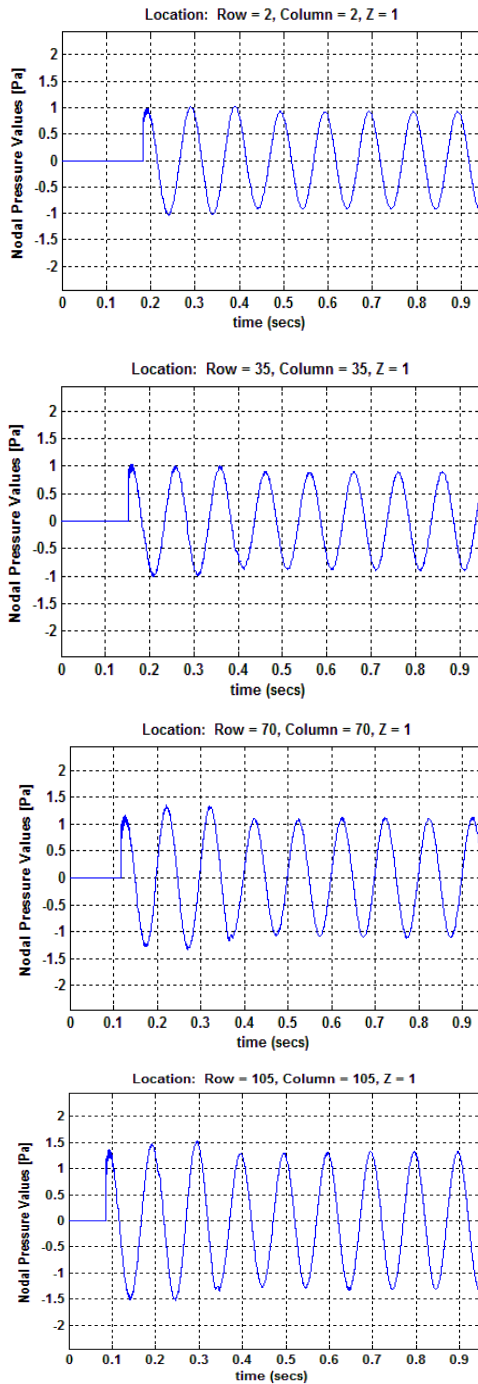 Location: Row = 2, Column = 2, Z = 1
Nodal Pressure Values [Pa]
2
1.5
1
0.5
0
-0.5
-1
-1.5
-2
0 0.1 0.2 0.3 0.4 0.5 0.6 0.7 0.8 0.9
time (secs)
Location: Row = 35, Column = 35, Z = 1
Nodal Pressure Values [Pa]
2
1.5
1
0.5
0
-0.5
-1
-1.5
-2
0 0.1 0.2 0.3 0.4 0.5 0.6 0.7 0.8 0.9
time (secs)
Location: Row = 70, Column = 70, Z = 1
Nodal Pressure Values [Pa]
2
1.5
1
0.5
0
-0.5
-1
-1.5
-2
0 0.1 0.2 0.3 0.4 0.5 0.6 0.7 0.8 0.9
time (secs)
Location: Row = 105, Column = 105, Z = 1
Nodal Pressure Values [Pa]
2
1.5
1
0.5
0
-0.5
-1
-1.5
-2
0 0.1 0.2 0.3 0.4 0.5 0.6 0.7 0.8 0.9
time (secs)